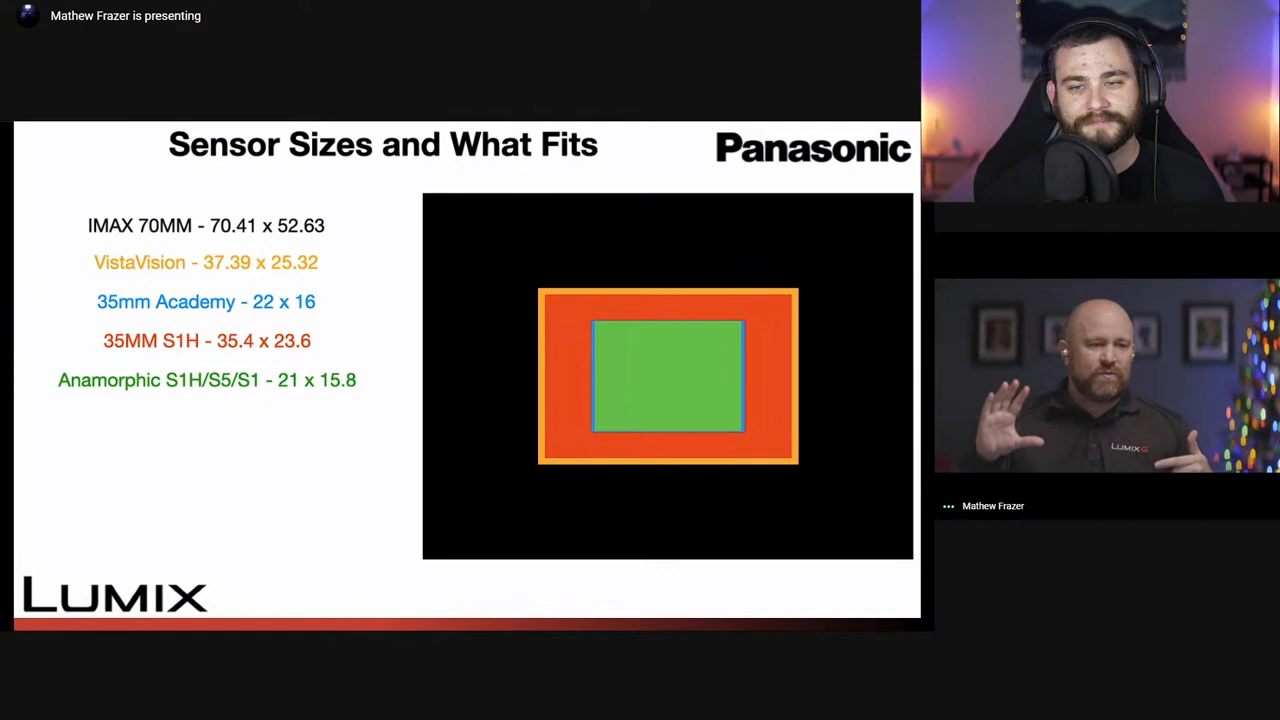 Mathew Frazer is presenting
Sensor Sizes and What Fits
Panasonic
IMAX 70MM - 70.41 x 52.63
VistaVision - 37.39 x 25.32
35mm Academy - 22 x 16
35MM S1H - 35.4 x 23.6
Anamorphic S1H/S5/S1 - 21 x 15.8
LUMIX G
Mathew Frazer
LUMIX